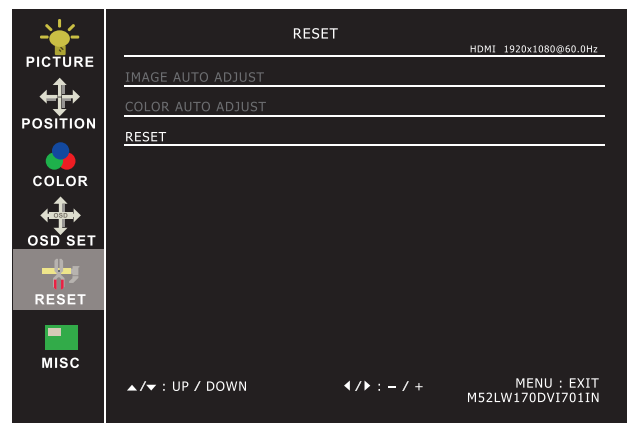 PICTURE
POSITION
COLOR
OSD
OSD SET
RESET
MISC
RESET
HDMI 1920x1080@60.0Hz
IMAGE AUTO ADJUST
COLOR AUTO ADJUST
RESET
▲/▼ : UP / DOWN
◀/▶ : – / +
MENU : EXIT
M52LW170DVI701IN